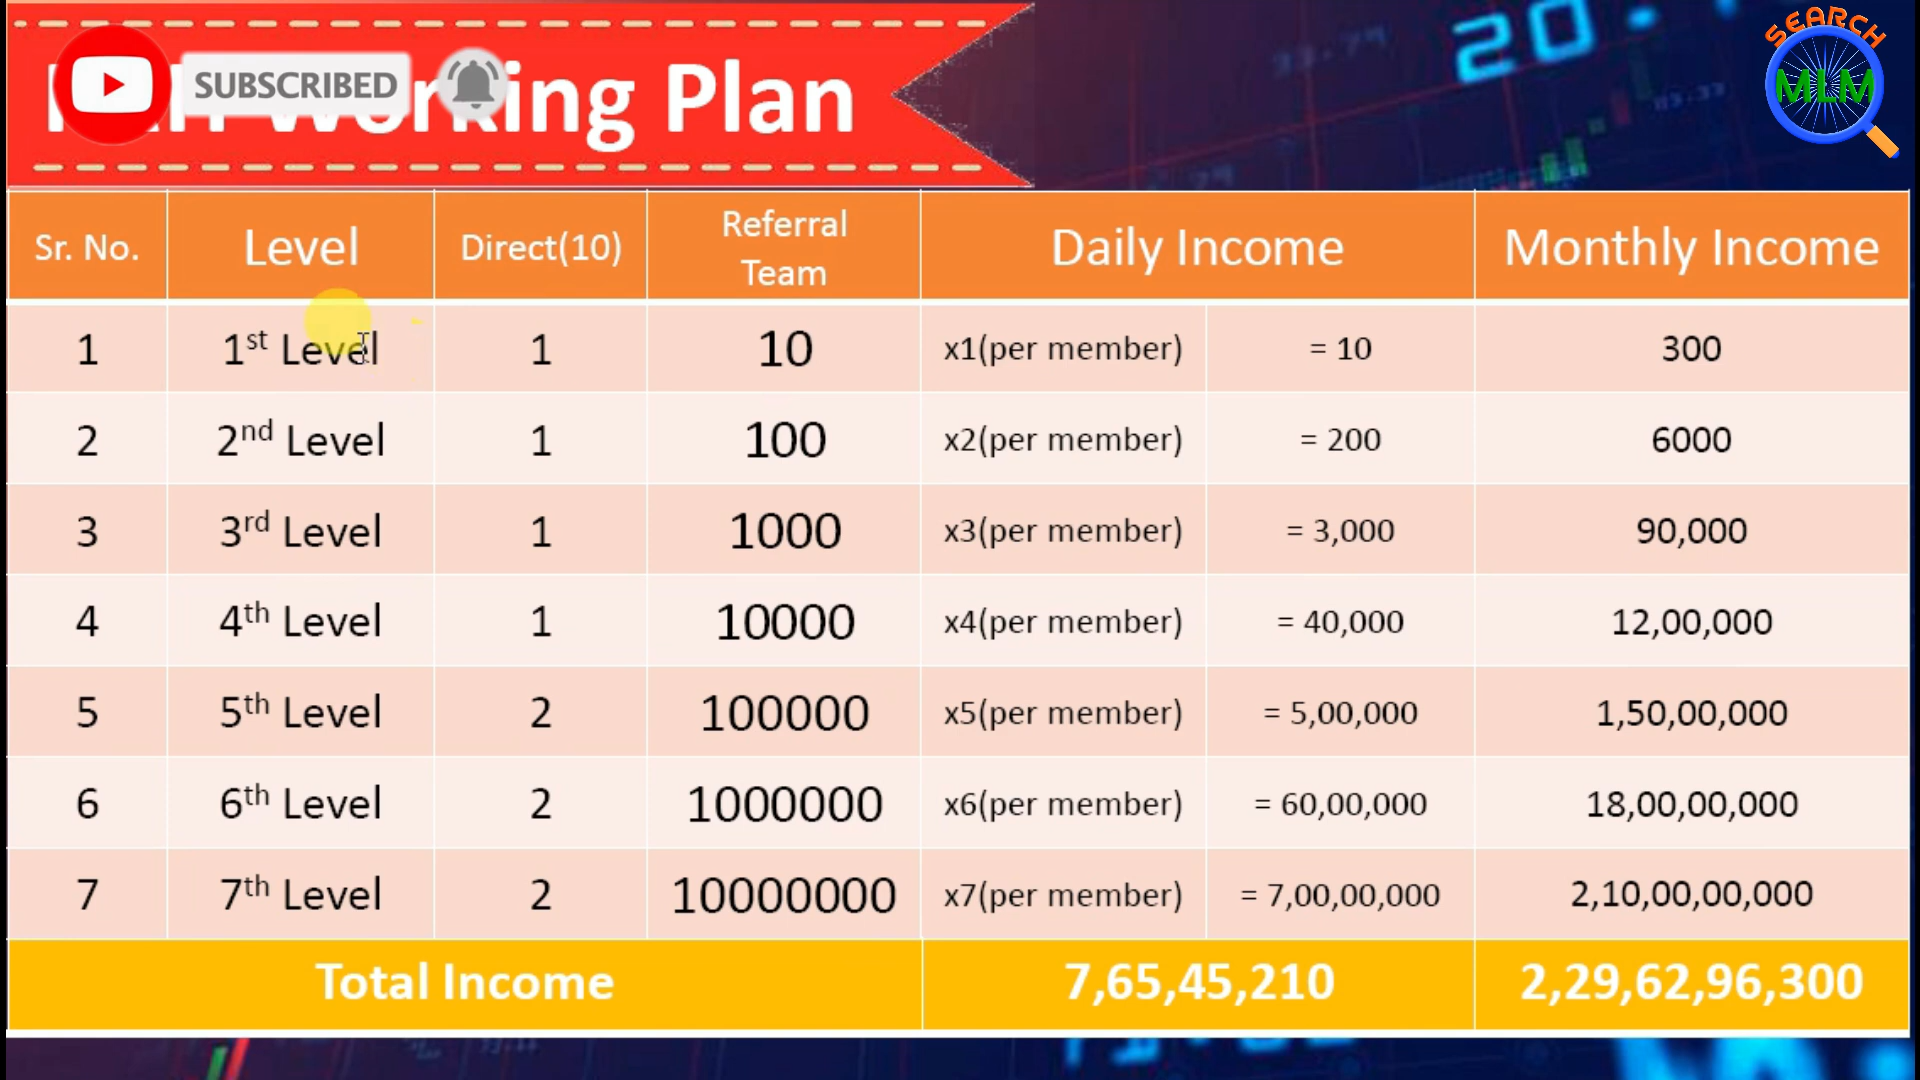 SUBSCRIBED
Working Plan
SEARCH
MLM
20.
Sr. No. Level Direct(10) Referral Team Daily Income Monthly Income
1 1st Level 1 10 x1(per member) = 10 300
2 2nd Level 1 100 x2(per member) = 200 6000
3 3rd Level 1 1000 x3(per member) = 3,000 90,000
4 4th Level 1 10000 x4(per member) = 40,000 12,00,000
5 5th Level 2 100000 x5(per member) = 5,00,000 1,50,00,000
6 6th Level 2 1000000 x6(per member) = 60,00,000 18,00,00,000
7 7th Level 2 10000000 x7(per member) = 7,00,00,000 2,10,00,00,000
Total Income 7,65,45,210 2,29,62,96,300